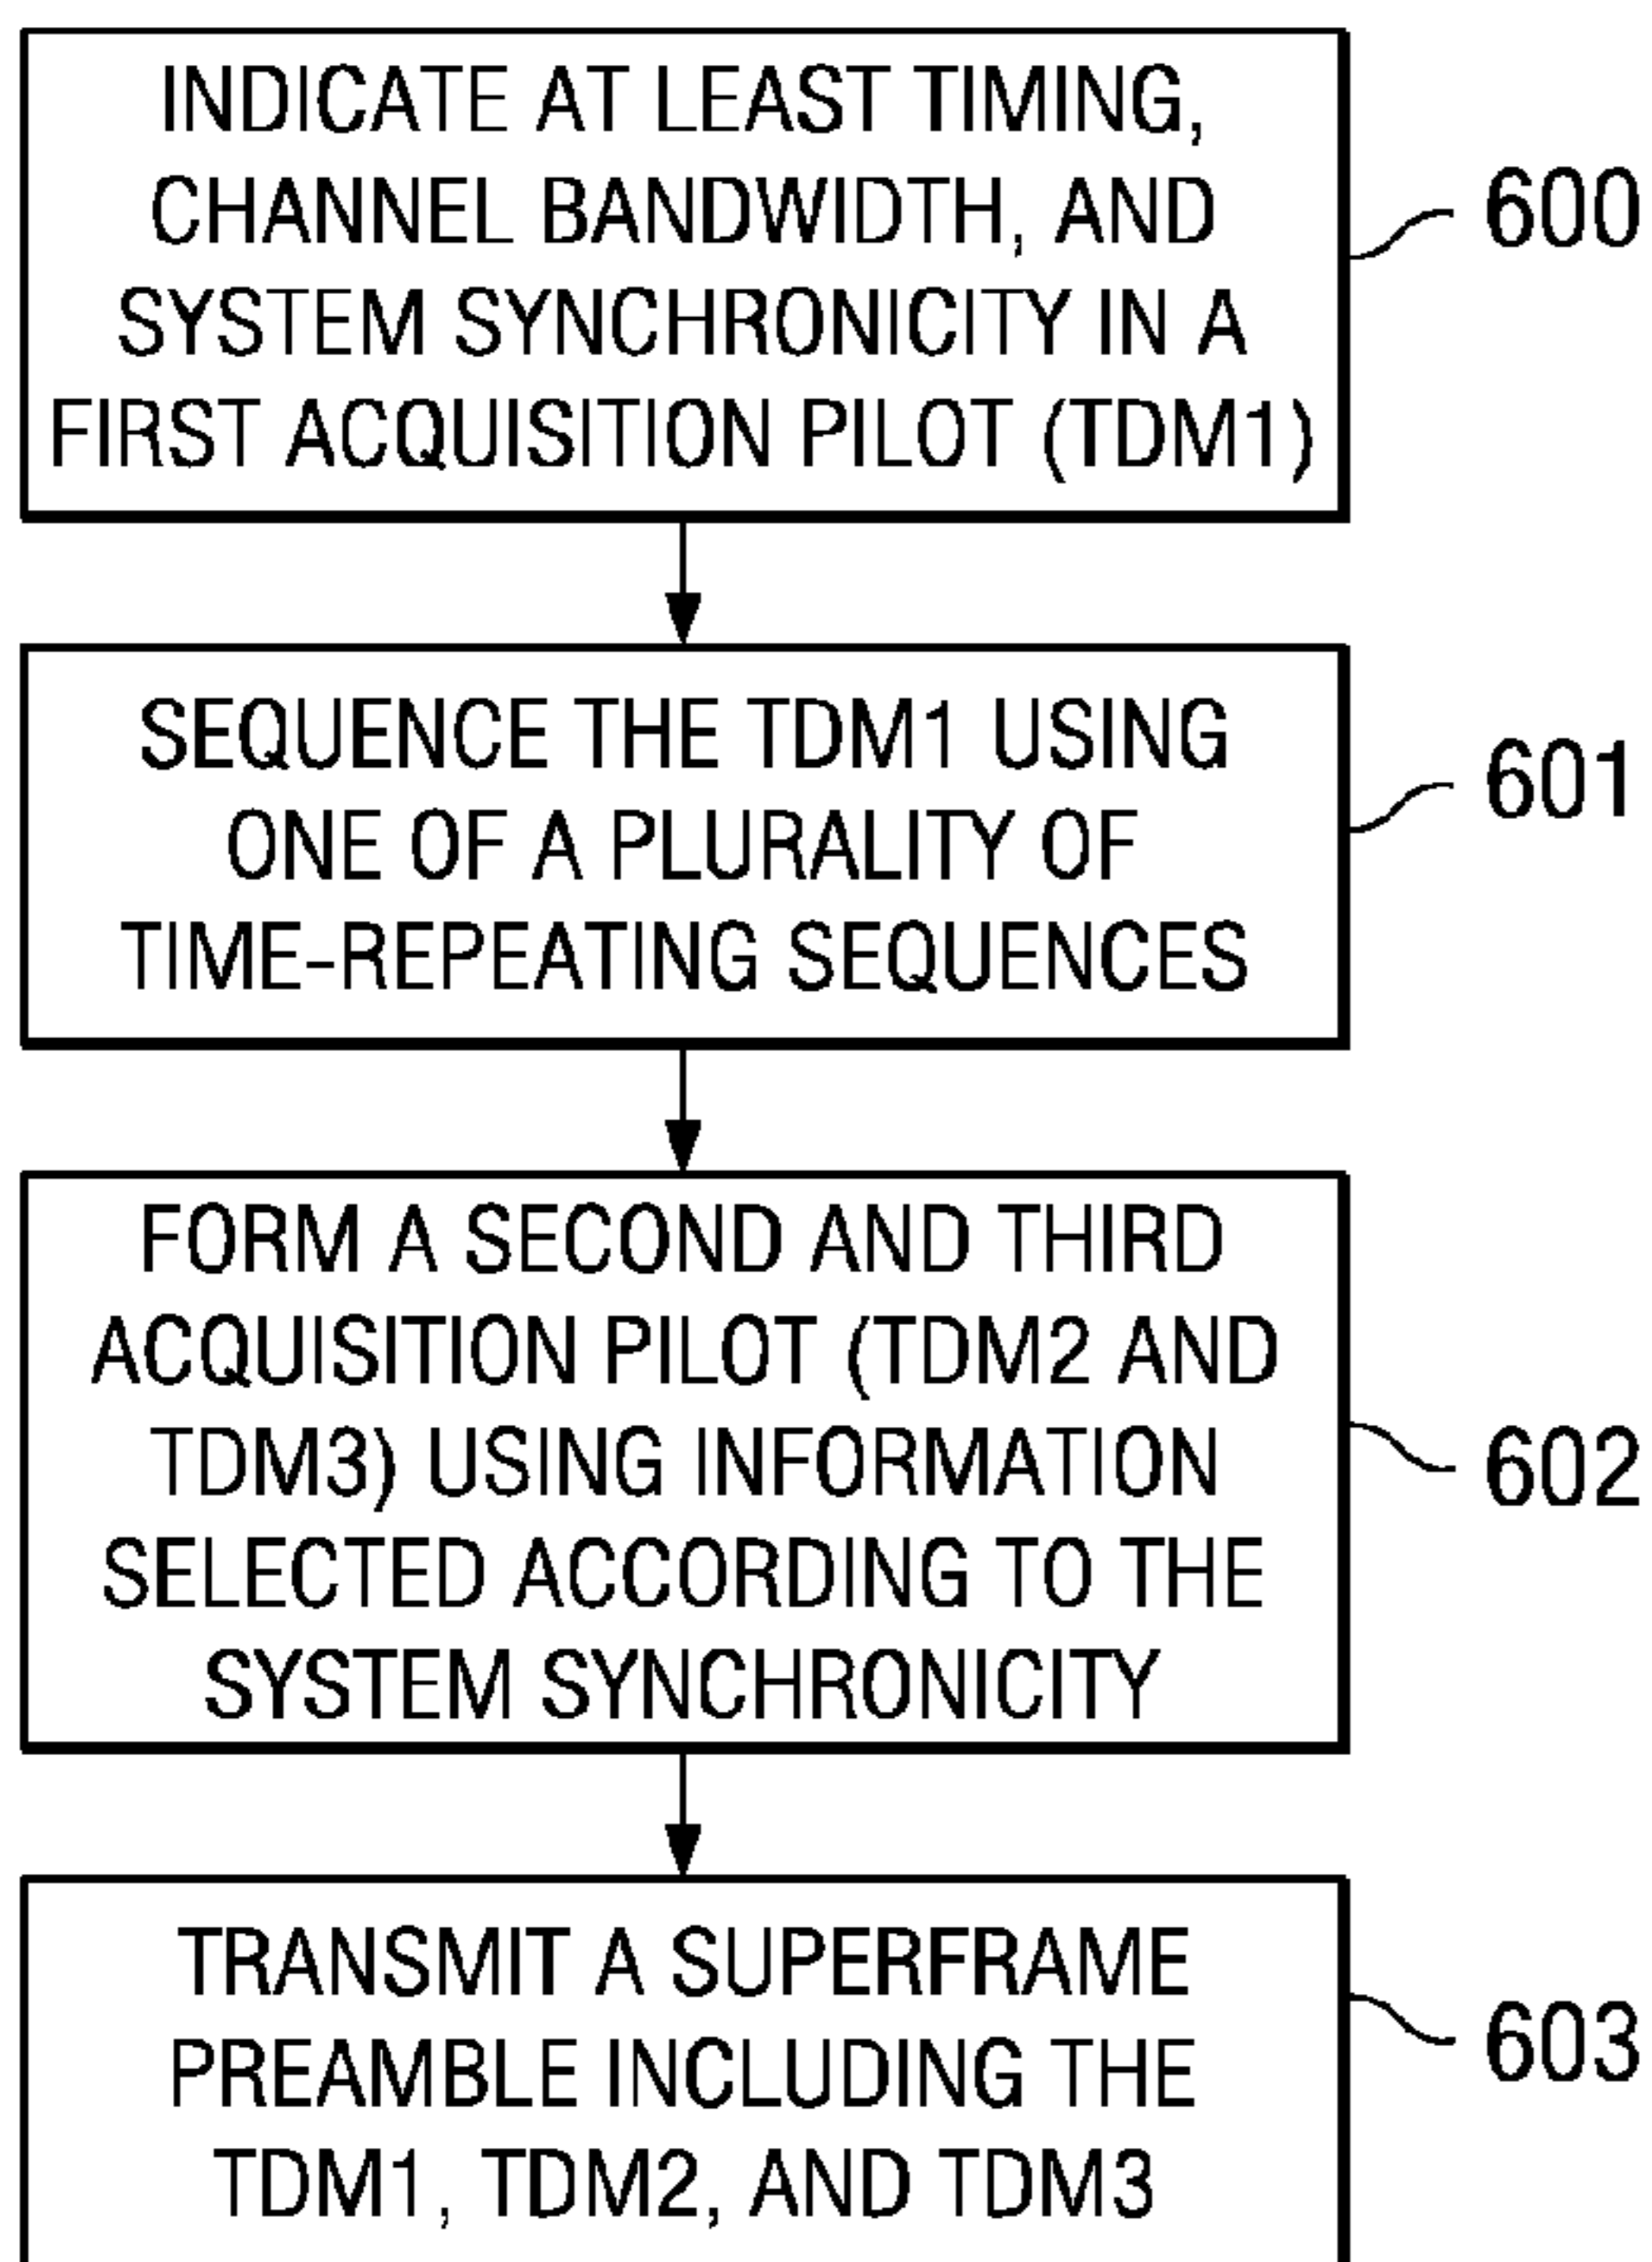 INDICATE AT LEAST TIMING,
CHANNEL BANDWIDTH, AND
SYSTEM SYNCHRONICITY IN A
FIRST ACQUISITION PILOT (TDM1)
600
SEQUENCE THE TDM1 USING
ONE OF A PLURALITY OF
TIME-REPEATING SEQUENCES
601
FORM A SECOND AND THIRD
ACQUISITION PILOT (TDM2 AND
TDM3) USING INFORMATION
SELECTED ACCORDING TO THE
SYSTEM SYNCHRONICITY
602
TRANSMIT A SUPERFRAME
PREAMBLE INCLUDING THE
TDM1, TDM2, AND TDM3
603